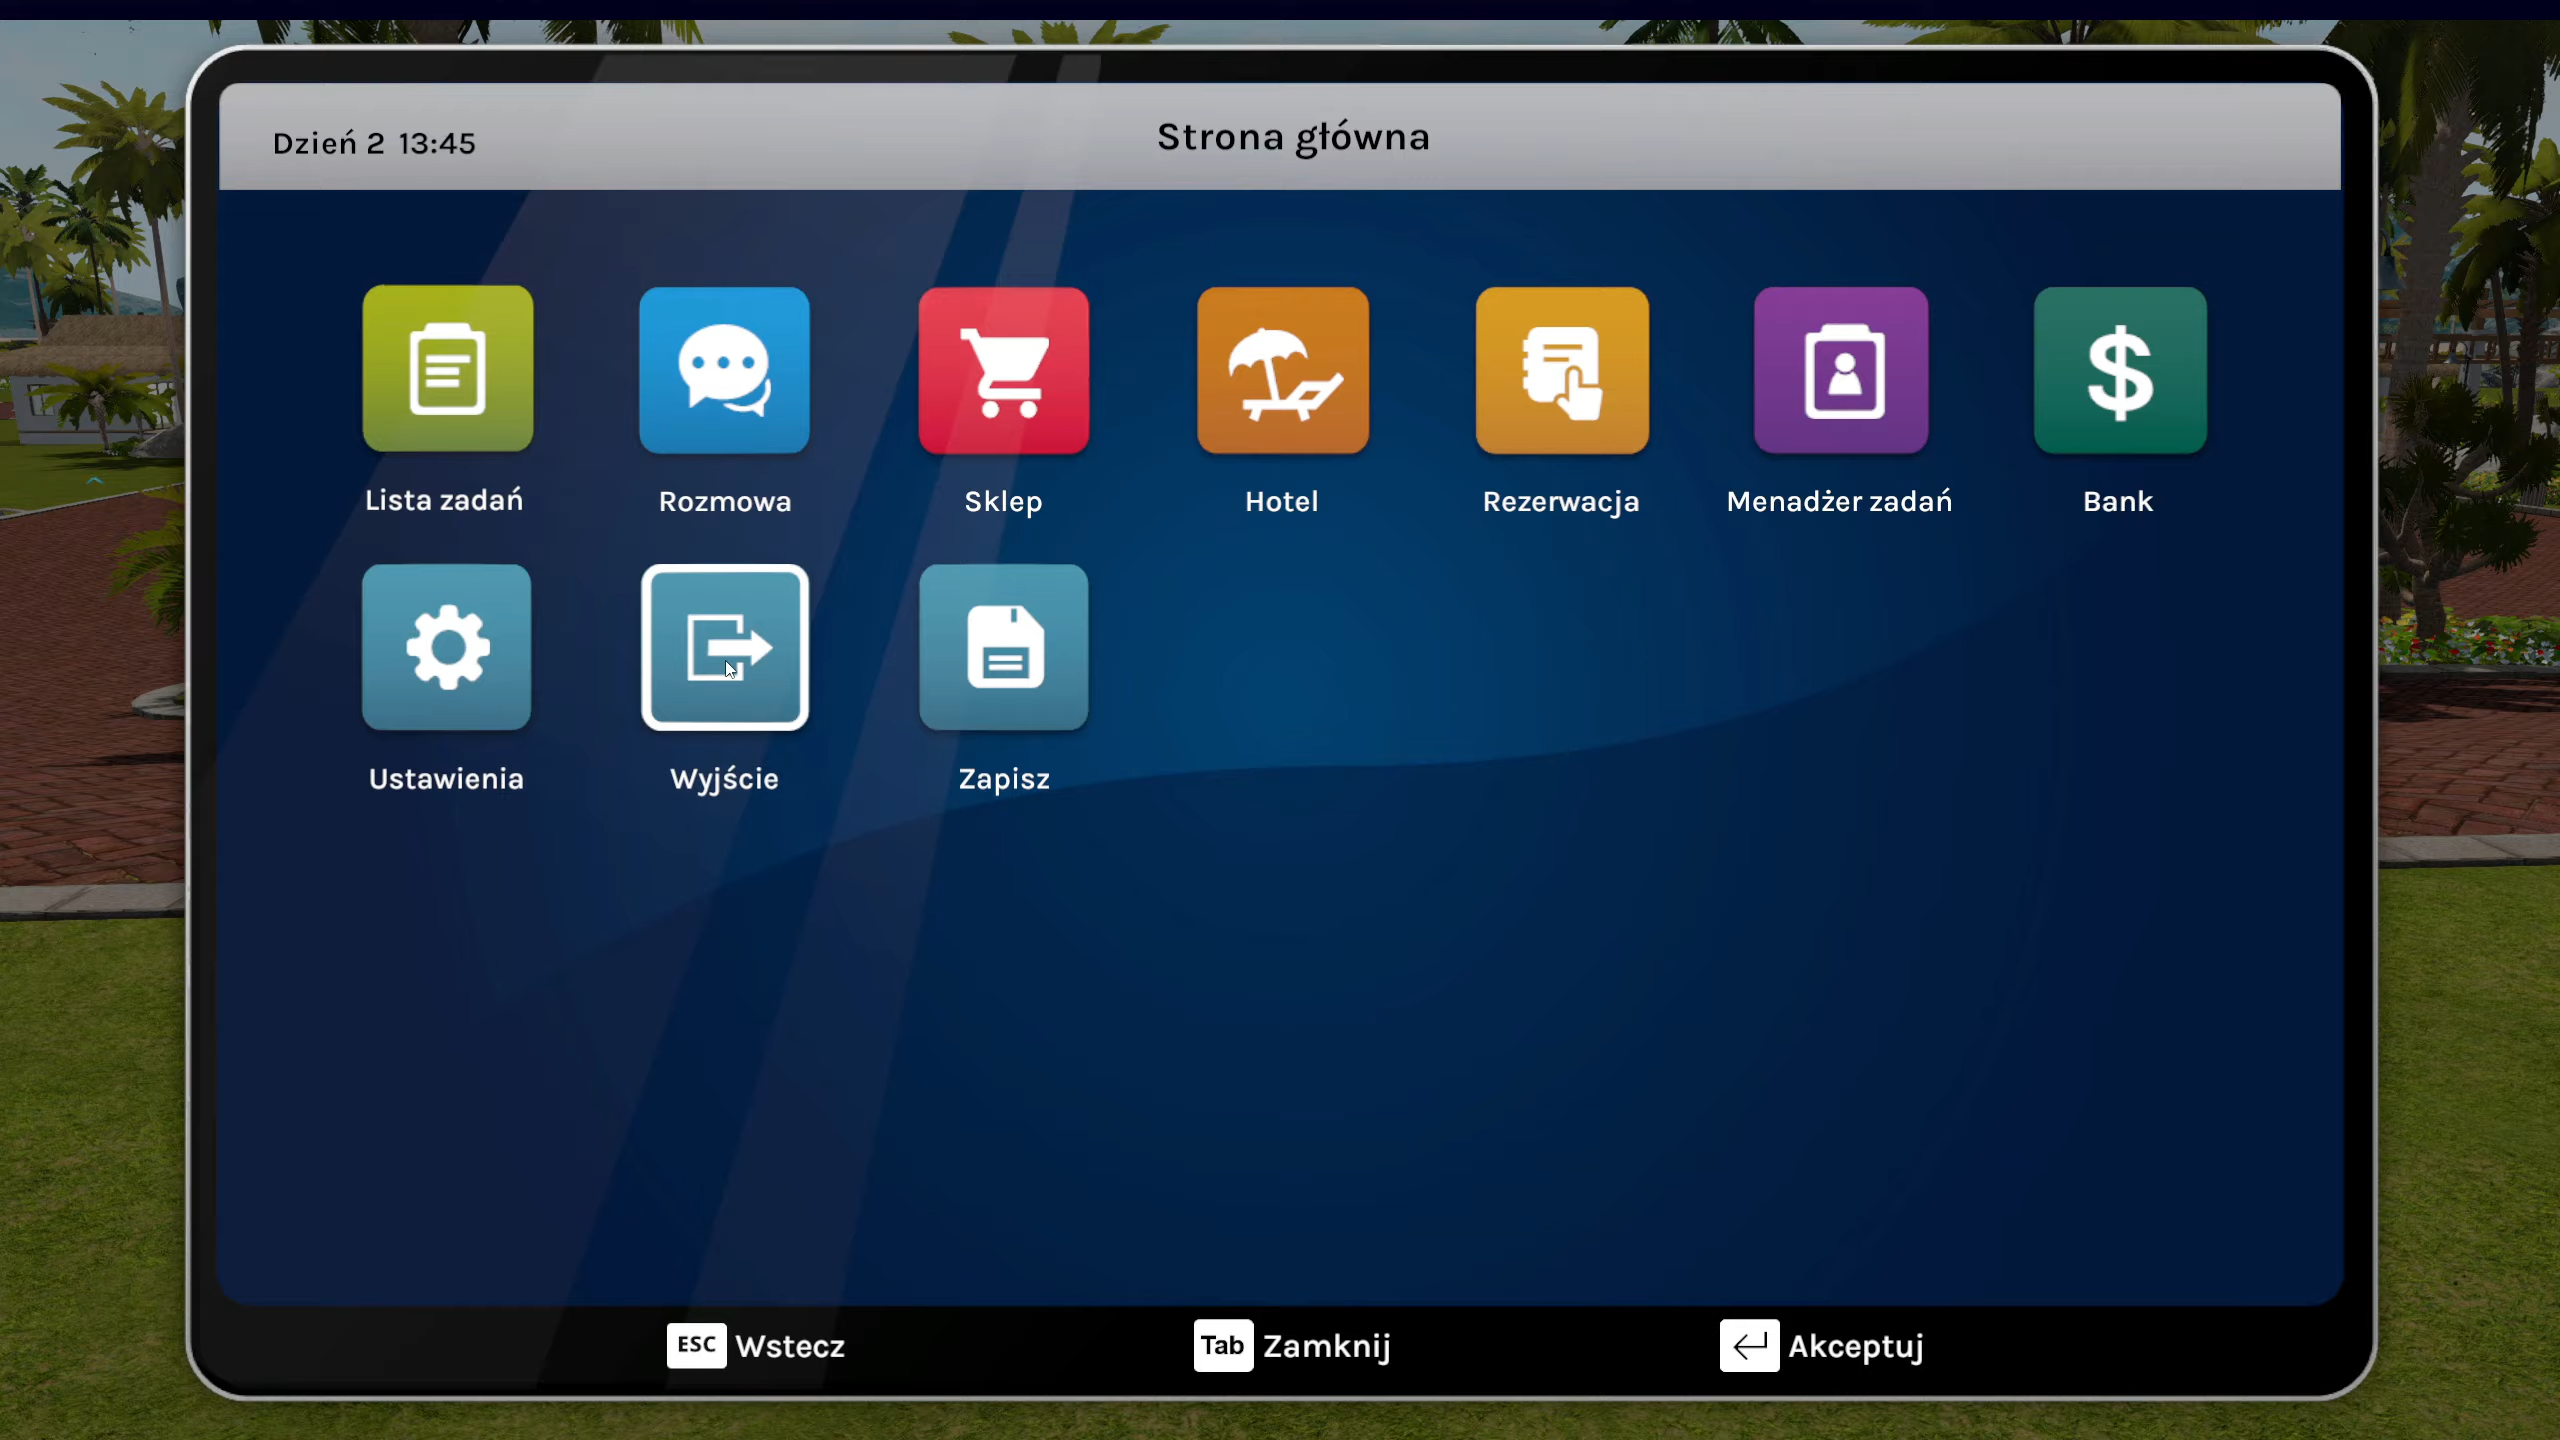 Dzień 2 13:45
Strona główna
Lista zadań
Rozmowa
Sklep
Hotel
Rezerwacja
Menadżer zadań
Bank
Ustawienia
Wyjście
Zapisz
ESC Wstecz
Tab Zamknij
Akceptuj